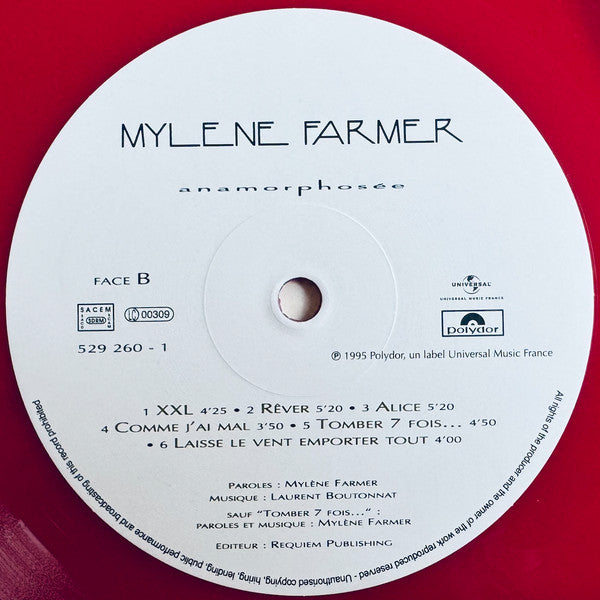 MYLENE FARMER
anamorphosée
FACE B
SACEM
SDRM
SACD
SGDL
LC 00309
529 260 - 1
UNIVERSAL
UNIVERSAL MUSIC FRANCE
polydor
℗ 1995 Polydor, un label Universal Music France
1 XXL 4'25 • 2 RÊVER 5'20 • 3 ALICE 5'20
4 COMME J'AI MAL 3'50 • 5 TOMBER 7 FOIS... 4'50
• 6 LAISSE LE VENT EMPORTER TOUT 4'00
PAROLES : MYLÈNE FARMER
MUSIQUE : LAURENT BOUTONNAT
SAUF "TOMBER 7 FOIS..." :
PAROLES ET MUSIQUE : MYLÈNE FARMER
EDITEUR : REQUIEM PUBLISHING
All rights of the producer and the owner of the work reproduced reserved - Unauthorised copying, hiring, lending, public performance and broadcasting of this record prohibited